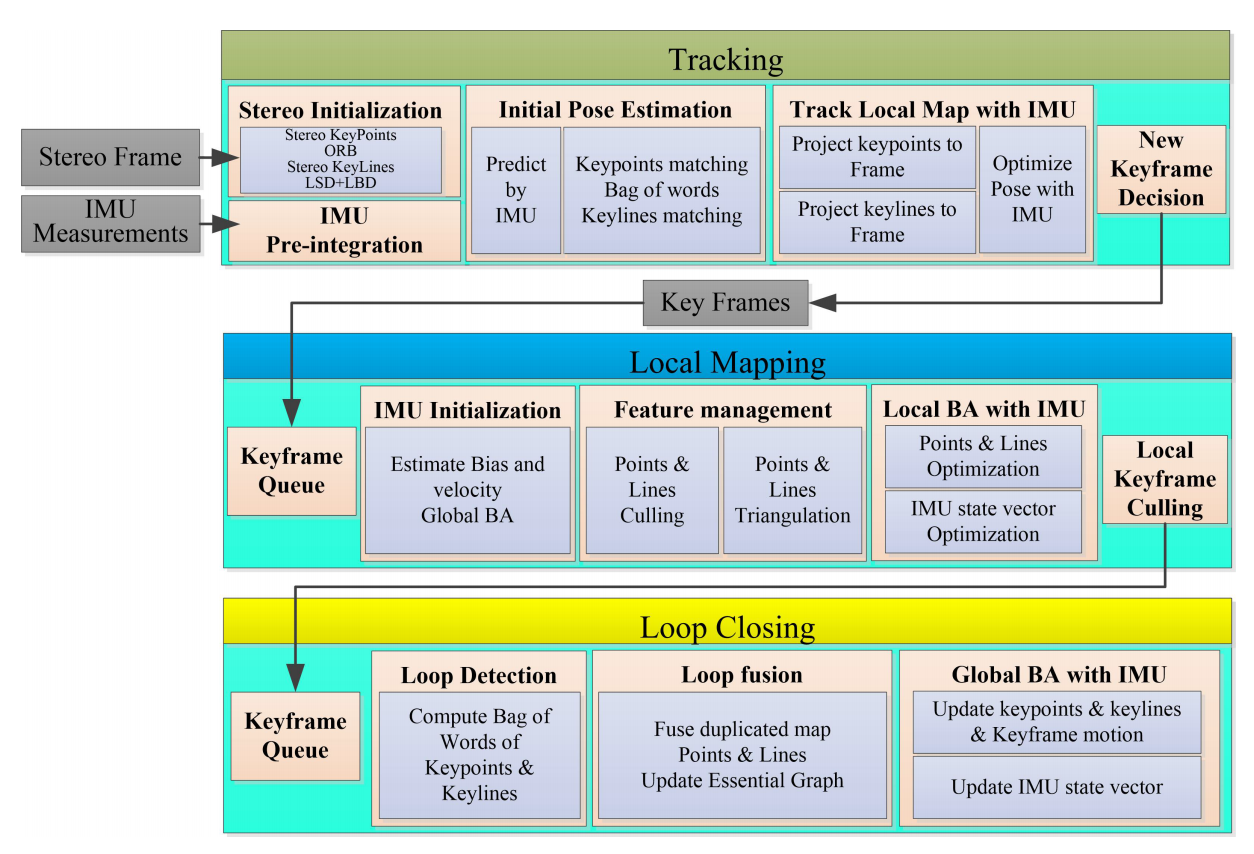 Tracking
Stereo Frame
IMU
Measurements
Stereo Initialization
Stereo KeyPoints
ORB
Stereo KeyLines
LSD+LBD
IMU
Pre-integration
Initial Pose Estimation
Predict
by
IMU
Keypoints matching
Bag of words
Keylines matching
Track Local Map with IMU
Project keypoints to
Frame
Project keylines to
Frame
Optimize
Pose with
IMU
New
Keyframe
Decision
Key Frames
Local Mapping
Keyframe
Queue
IMU Initialization
Estimate Bias and
velocity
Global BA
Feature management
Points &
Lines
Culling
Points &
Lines
Triangulation
Local BA with IMU
Points & Lines
Optimization
IMU state vector
Optimization
Local
Keyframe
Culling
Loop Closing
Keyframe
Queue
Loop Detection
Compute Bag of
Words of
Keypoints &
Keylines
Loop fusion
Fuse duplicated map
Points & Lines
Update Essential Graph
Global BA with IMU
Update keypoints & keylines
& Keyframe motion
Update IMU state vector